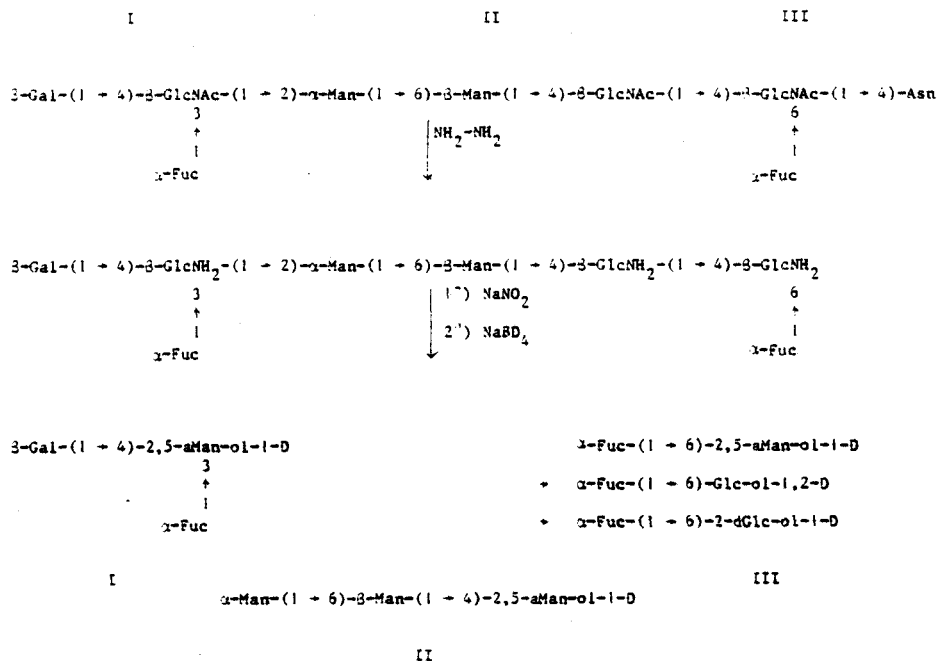 I II III
β-Gal-(1 → 4)-β-GlcNAc-(1 → 2)-α-Man-(1 → 6)-β-Man-(1 → 4)-β-GlcNAc-(1 → 4)-β-GlcNAc-(1 → 4)-Asn
3 6
↑ NH2-NH2 ↑
1 1
α-Fuc α-Fuc
β-Gal-(1 → 4)-β-GlcNH2-(1 → 2)-α-Man-(1 → 6)-β-Man-(1 → 4)-β-GlcNH2-(1 → 4)-β-GlcNH2
3 1°) NaNO2 6
↑ ↑
1 2°) NaBD4 1
α-Fuc α-Fuc
β-Gal-(1 → 4)-2,5-aMan-ol-1-D α-Fuc-(1 → 6)-2,5-aMan-ol-1-D
3
↑ + α-Fuc-(1 → 6)-Glc-ol-1,2-D
1
α-Fuc + α-Fuc-(1 → 6)-2-dGlc-ol-1-D
I III
α-Man-(1 → 6)-β-Man-(1 → 4)-2,5-aMan-ol-1-D
II